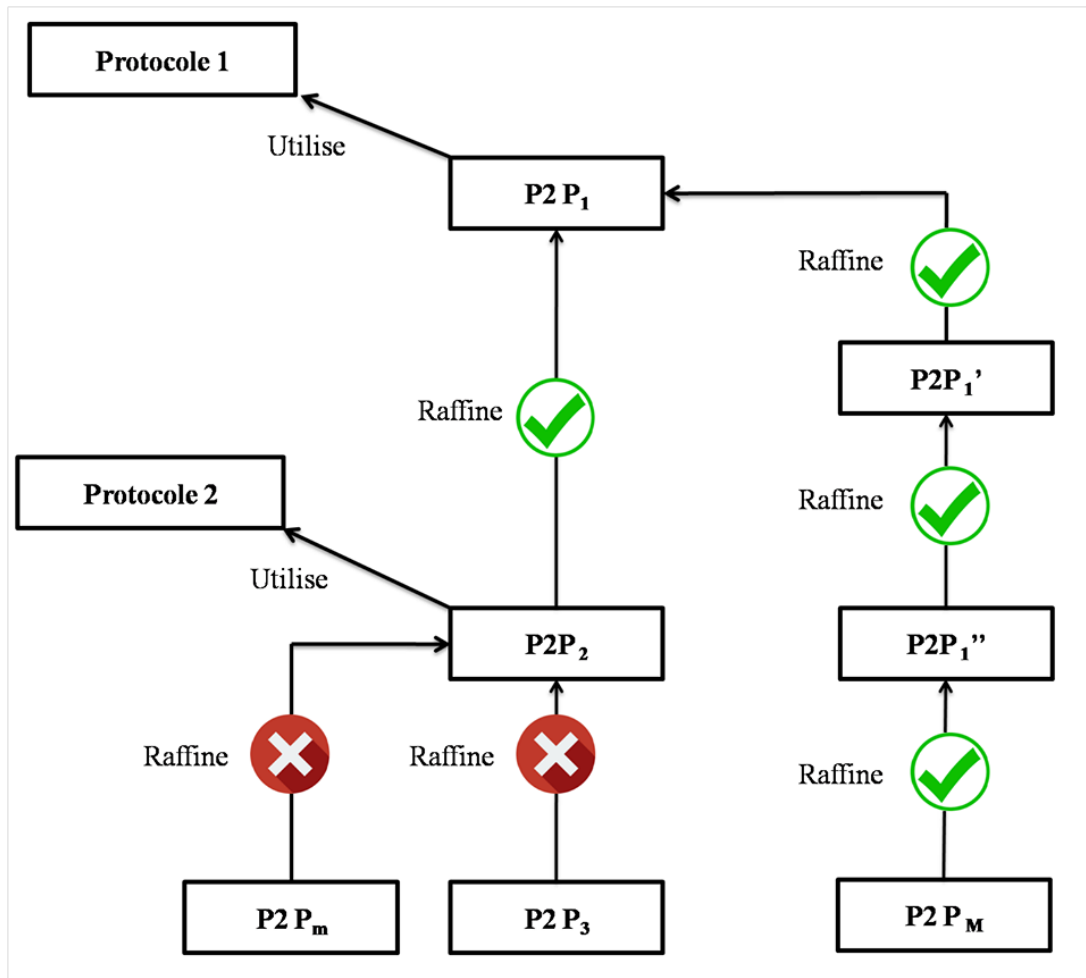 Protocole 1
Utilise
P2 P₁
Raffine
P2P₁’
Raffine
Raffine
Protocole 2
Utilise
P2P₂
P2P₁’’
Raffine
Raffine
Raffine
P2 Pₘ
P2 P₃
P2 P_M